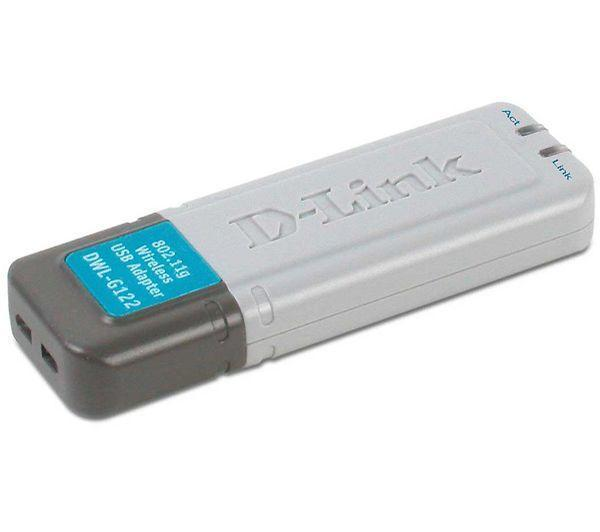 Act
Link
D-Link
802.11g
Wireless
USB Adapter
DWL-G122